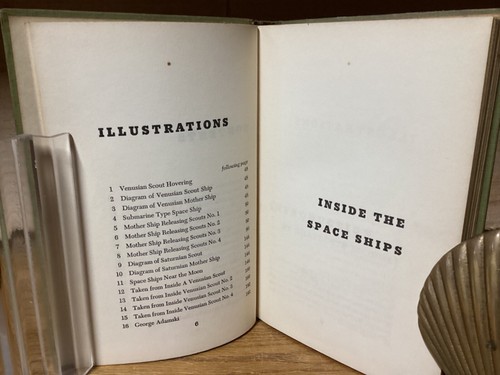 ILLUSTRATIONS
following page
1 Venusian Scout Hovering
2 Diagram of Venusian Scout Ship
3 Diagram of Venusian Mother Ship
4 Submarine Type Space Ship
5 Mother Ship Releasing Scouts No. 1
6 Mother Ship Releasing Scouts No. 2
7 Mother Ship Releasing Scouts No. 3
8 Mother Ship Releasing Scouts No. 4
9 Diagram of Saturnian Scout
10 Diagram of Saturnian Mother Ship
11 Space Ships Near the Moon
12 Taken from Inside A Venusian Scout
13 Taken from Inside Venusian Scout No. 2
14 Taken from Inside Venusian Scout No. 3
15 Taken from Inside Venusian Scout No. 4
16 George Adamski
6
INSIDE THE
SPACE SHIPS